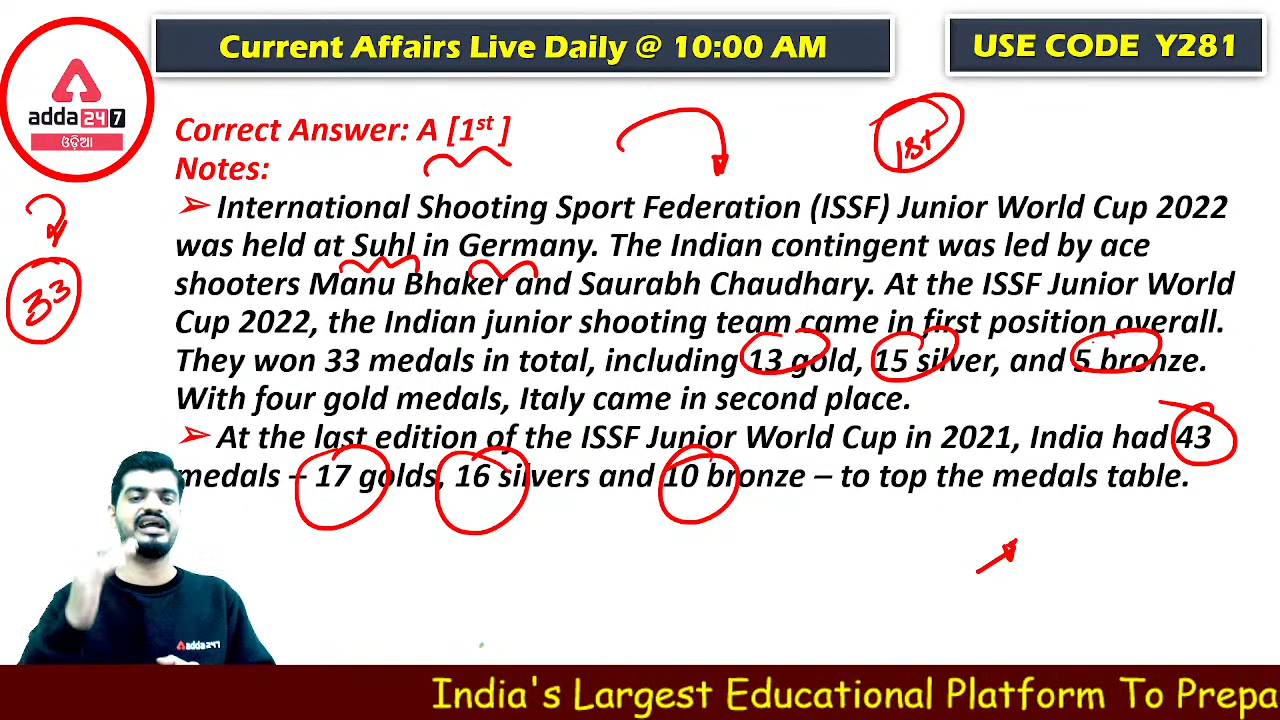 Current Affairs Live Daily @ 10:00 AM
USE CODE Y281
adda 24 7
ଓଡ଼ିଆ
Correct Answer: A [1st ]
1st
Notes:
➢ International Shooting Sport Federation (ISSF) Junior World Cup 2022
was held at Suhl in Germany. The Indian contingent was led by ace
shooters Manu Bhaker and Saurabh Chaudhary. At the ISSF Junior World
33
Cup 2022, the Indian junior shooting team came in first position overall.
They won 33 medals in total, including 13 gold, 15 silver, and 5 bronze.
With four gold medals, Italy came in second place.
➢ At the last edition of the ISSF Junior World Cup in 2021, India had 43
medals – 17 golds, 16 silvers and 10 bronze – to top the medals table.
adda247
India's Largest Educational Platform To Prepa